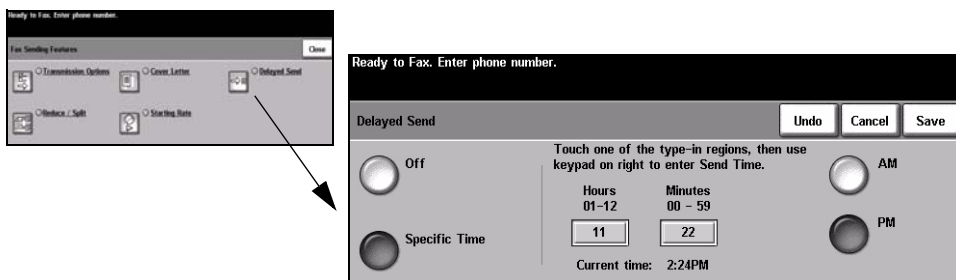 Ready to Fax. Enter phone number.
Fax Sending Features
Close
Transmission Options
Cover Letter
Delayed Send
Reduce / Split
Starting Rate
Ready to Fax. Enter phone number.
Delayed Send
Undo
Cancel
Save
Off
Touch one of the type-in regions, then use
keypad on right to enter Send Time.
AM
Hours
01-12
Minutes
00 - 59
PM
Specific Time
11
22
Current time: 2:24PM